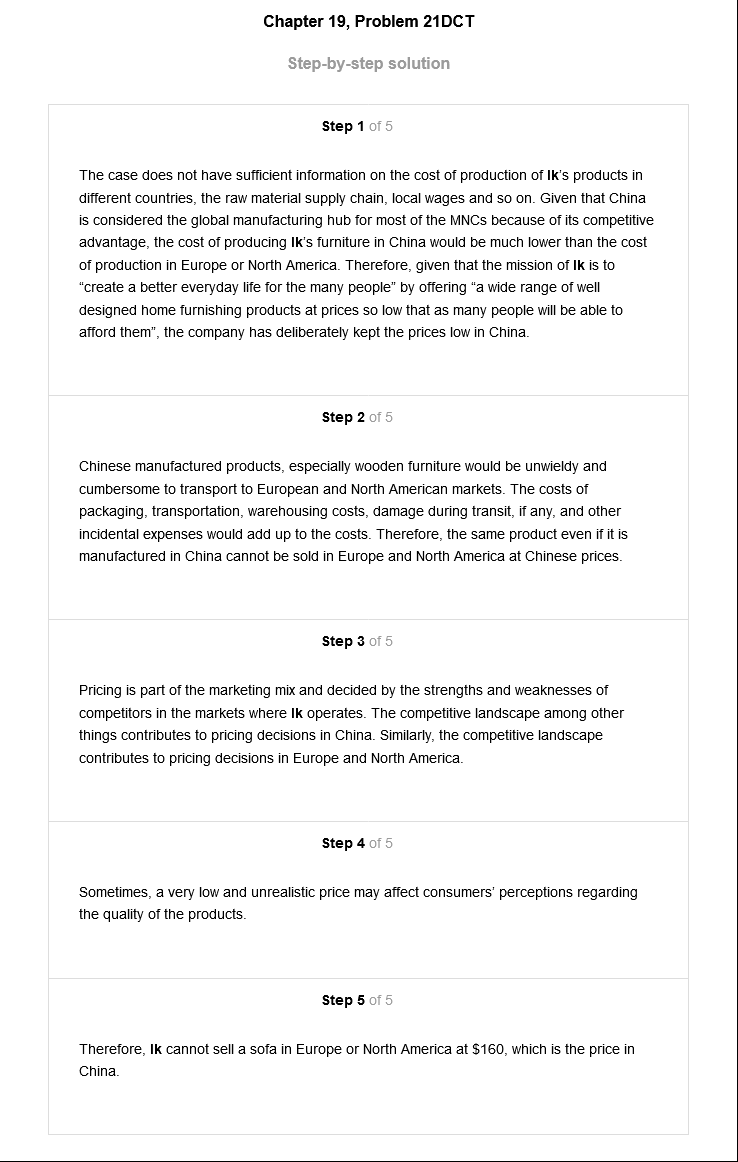 Chapter 19, Problem 21DCT
Step-by-step solution
Step 1 of 5
The case does not have sufficient information on the cost of production of Ik's products in
different countries, the raw material supply chain, local wages and so on. Given that China
is considered the global manufacturing hub for most of the MNCs because of its competitive
advantage, the cost of producing Ik's furniture in China would be much lower than the cost
of production in Europe or North America. Therefore, given that the mission of Ik is to
“create a better everyday life for the many people” by offering “a wide range of well
designed home furnishing products at prices so low that as many people will be able to
afford them”, the company has deliberately kept the prices low in China.
Step 2 of 5
Chinese manufactured products, especially wooden furniture would be unwieldy and
cumbersome to transport to European and North American markets. The costs of
packaging, transportation, warehousing costs, damage during transit, if any, and other
incidental expenses would add up to the costs. Therefore, the same product even if it is
manufactured in China cannot be sold in Europe and North America at Chinese prices.
Step 3 of 5
Pricing is part of the marketing mix and decided by the strengths and weaknesses of
competitors in the markets where Ik operates. The competitive landscape among other
things contributes to pricing decisions in China. Similarly, the competitive landscape
contributes to pricing decisions in Europe and North America.
Step 4 of 5
Sometimes, a very low and unrealistic price may affect consumers' perceptions regarding
the quality of the products.
Step 5 of 5
Therefore, Ik cannot sell a sofa in Europe or North America at $160, which is the price in
China.